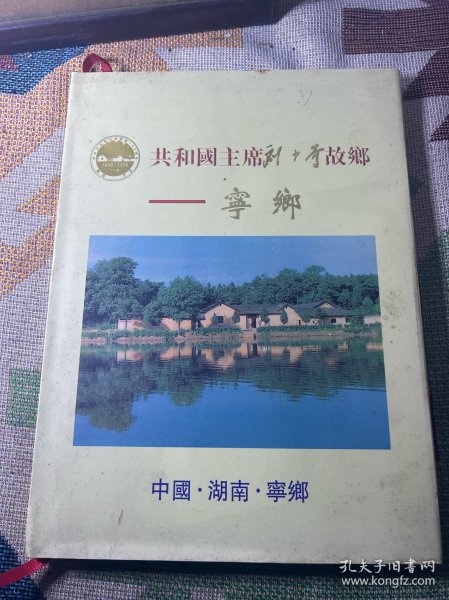 共和國主席刘少奇故鄉
—— 寧鄉
中國·湖南·寧鄉
孔夫子旧书网
www.kongfz.com